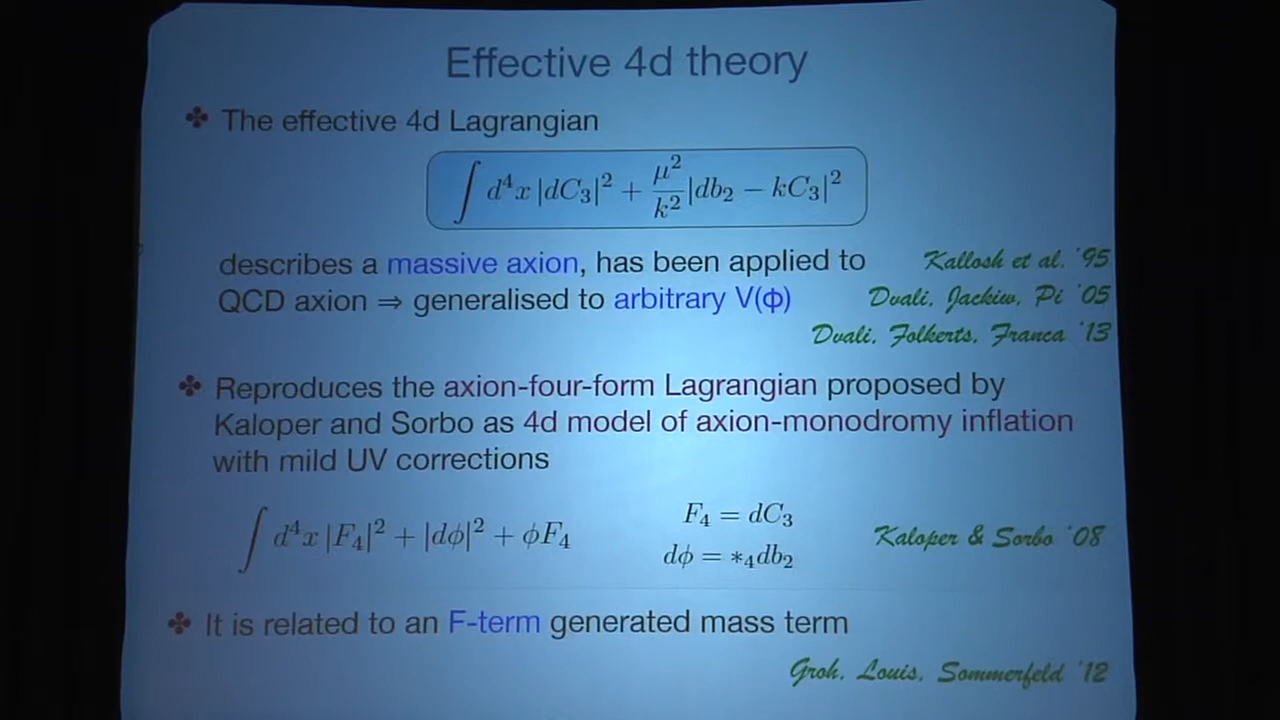 Effective 4d theory
❖ The effective 4d Lagrangian
∫ d⁴x |dC₃|² + μ²/k² |db₂ − kC₃|²
describes a massive axion, has been applied to Kallosh et al. '95
QCD axion ⇒ generalised to arbitrary V(ϕ) Dvali, Jackiw, Pi '05
Dvali, Folkerts, Franca '13
❖ Reproduces the axion-four-form Lagrangian proposed by
Kaloper and Sorbo as 4d model of axion-monodromy inflation
with mild UV corrections
∫ d⁴x |F₄|² + |dϕ|² + ϕF₄
F₄ = dC₃
dϕ = *₄db₂
Kaloper & Sorbo '08
❖ It is related to an F-term generated mass term
Groh, Louis, Sommerfeld '12